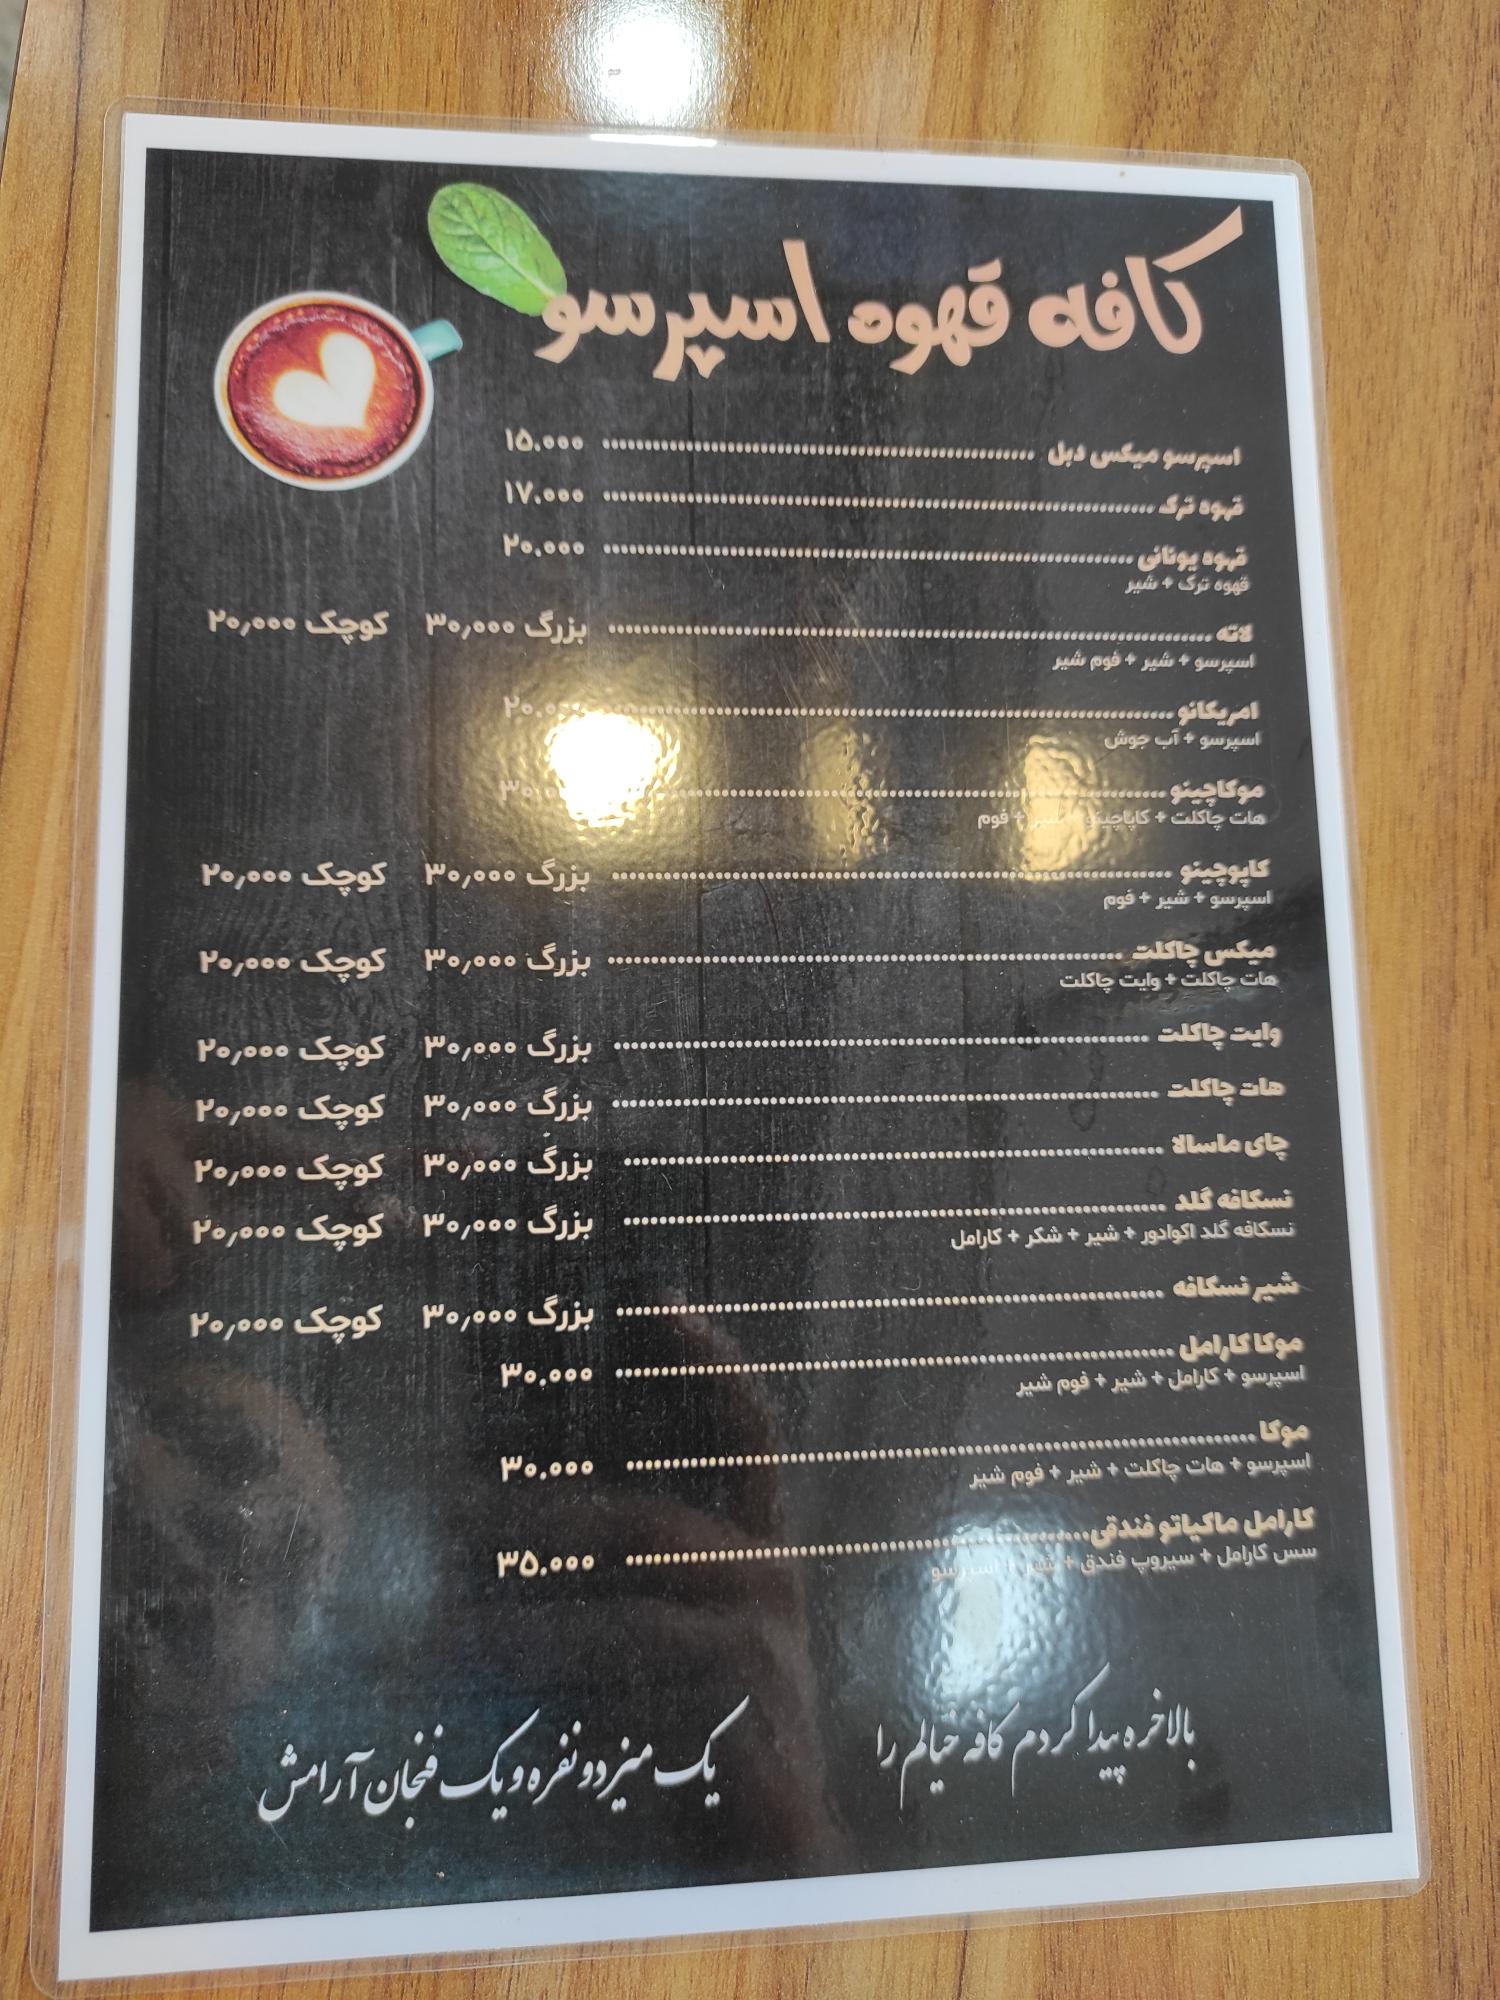 کافه قهوه اسپرسو
اسپرسو میکس دبل ........ ۱۵.۰۰۰
قهوه ترک ........ ۱۷.۰۰۰
قهوه یونانی ........ ۲۰.۰۰۰
قهوه ترک + شیر
لاته ........ بزرگ ۳۰٫۰۰۰ کوچک ۲۰٫۰۰۰
اسپرسو + شیر + فوم شیر
امریکانو ........
اسپرسو + آب جوش
موکاچینو ........
هات چاکلت + کاپاچینو + شیر + فوم
کاپوچینو ........ بزرگ ۳۰٫۰۰۰ کوچک ۲۰٫۰۰۰
اسپرسو + شیر + فوم
میکس چاکلت ........ بزرگ ۳۰٫۰۰۰ کوچک ۲۰٫۰۰۰
هات چاکلت + وایت چاکلت
وایت چاکلت ........ بزرگ ۳۰٫۰۰۰ کوچک ۲۰٫۰۰۰
هات چاکلت ........ بزرگ ۳۰٫۰۰۰ کوچک ۲۰٫۰۰۰
چای ماسالا ........ بزرگ ۳۰٫۰۰۰ کوچک ۲۰٫۰۰۰
نسکافه گلد ........ بزرگ ۳۰٫۰۰۰ کوچک ۲۰٫۰۰۰
نسکافه گلد اکوادور + شیر + شکر + کارامل
شیر نسکافه ........ بزرگ ۳۰٫۰۰۰ کوچک ۲۰٫۰۰۰
موکا کارامل ........ ۳۰.۰۰۰
اسپرسو + کارامل + شیر + فوم شیر
موکا ........ ۳۰.۰۰۰
اسپرسو + هات چاکلت + شیر + فوم شیر
کارامل ماکیاتو فندقی ........ ۳۵.۰۰۰
سس کارامل + سیروپ فندق + شیر + اسپرسو
بالاخره پیدا کردم کافه خیالم را
یک میز دو نفره و یک فنجان آرامش